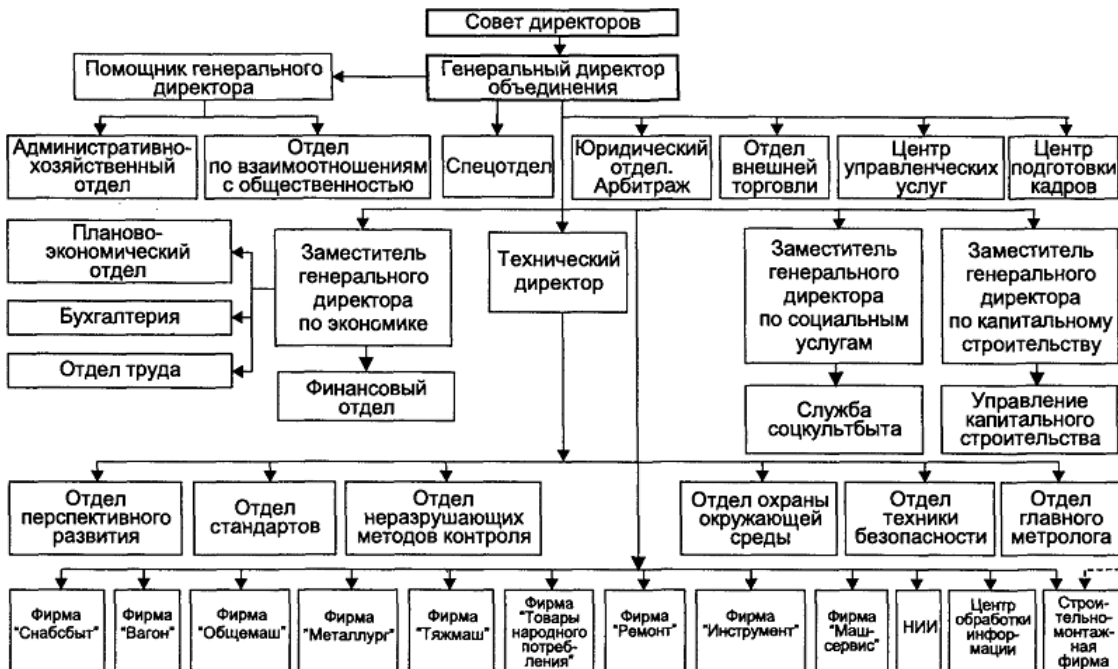 Совет директоров
Помощник генерального
директора
Генеральный директор
объединения
Административно-
хозяйственный
отдел
Отдел
по взаимоотношениям
с общественностью
Спецотдел
Юридический
отдел.
Арбитраж
Отдел
внешней
торговли
Центр
управленческих
услуг
Центр
подготовки
кадров
Планово-
экономический
отдел
Бухгалтерия
Отдел труда
Заместитель
генерального
директора
по экономике
Финансовый
отдел
Технический
директор
Заместитель
генерального
директора
по социальным
услугам
Служба
соцкультбыта
Заместитель
генерального
директора
по капитальному
строительству
Управление
капитального
строительства
Отдел
перспективного
развития
Отдел
стандартов
Отдел
неразрушающих
методов контроля
Отдел охраны
окружающей
среды
Отдел
техники
безопасности
Отдел
главного
метролога
Фирма
"Снабсбыт"
Фирма
"Вагон"
Фирма
"Общемаш"
Фирма
"Металлург"
Фирма
"Тяжмаш"
Фирма
"Товары
народного
потреб-
ления"
Фирма
"Ремонт"
Фирма
"Инструмент"
Фирма
"Маш-
сервис"
НИИ
Центр
обработки
инфор-
мации
Строи-
тельно-
монтаж-
ная
фирма